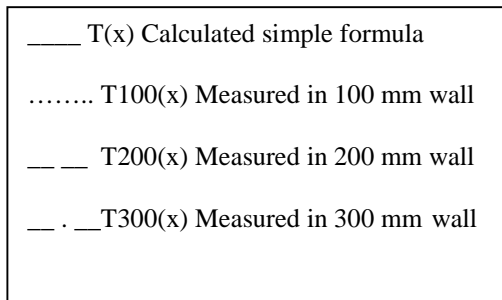 ____ T(x) Calculated simple formula
…….. T100(x) Measured in 100 mm wall
__ __ T200(x) Measured in 200 mm wall
__ . __T300(x) Measured in 300 mm wall